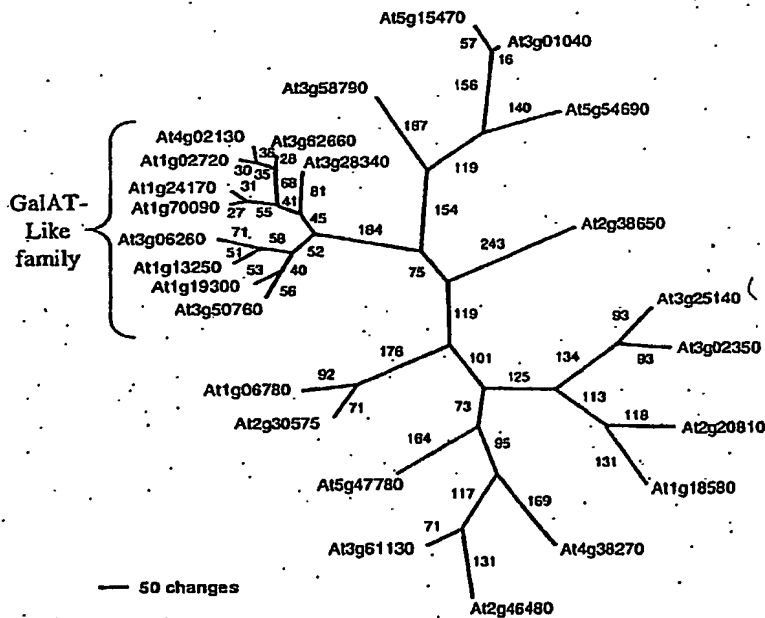 At5g15470
57
At3g01040
16
156
At3g58790
140
At5g54690
187
119
At4g02130
36
At3g62660
28
At1g02720
At3g28340
30
35
68
81
At1g24170
31
41
154
GalAT-
Like
family
At1g70090
27
55
45
At3g06260
71
58
52
184
At2g38650
243
75
51
At1g13250
53
40
At1g19300
56
At3g50760
119
At3g25140
93
At3g02350
93
134
178
101
125
92
At1g06780
113
73
118
At2g20810
71
At2g30575
164
95
131
At1g18580
At5g47780
117
169
71
At3g61130
At4g38270
131
50 changes
At2g46480